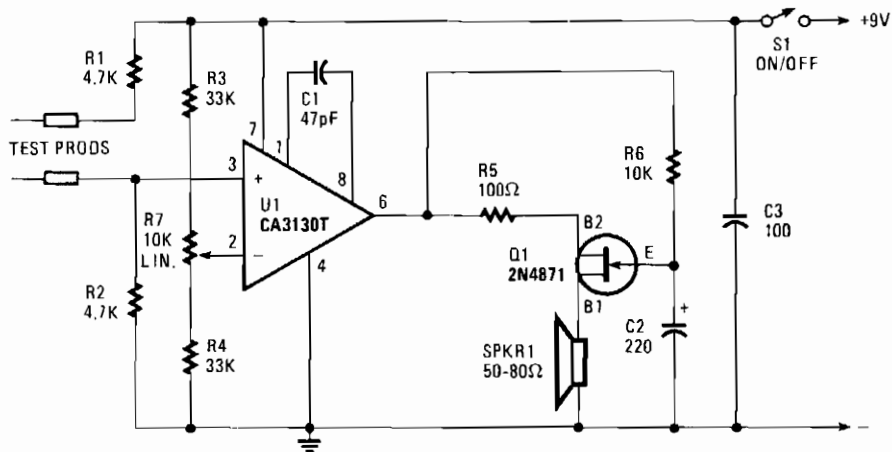 R1
4.7K
TEST PRODS
R2
4.7K
R3
33K
R7
10K
LIN.
R4
33K
C1
47pF
7
1
8
3
+
2
−
6
4
U1
CA3130T
R5
100Ω
R6
10K
B2
E
B1
Q1
2N4871
SPKR1
50-80Ω
+
C2
220
C3
100
S1
ON/OFF
+9V
−